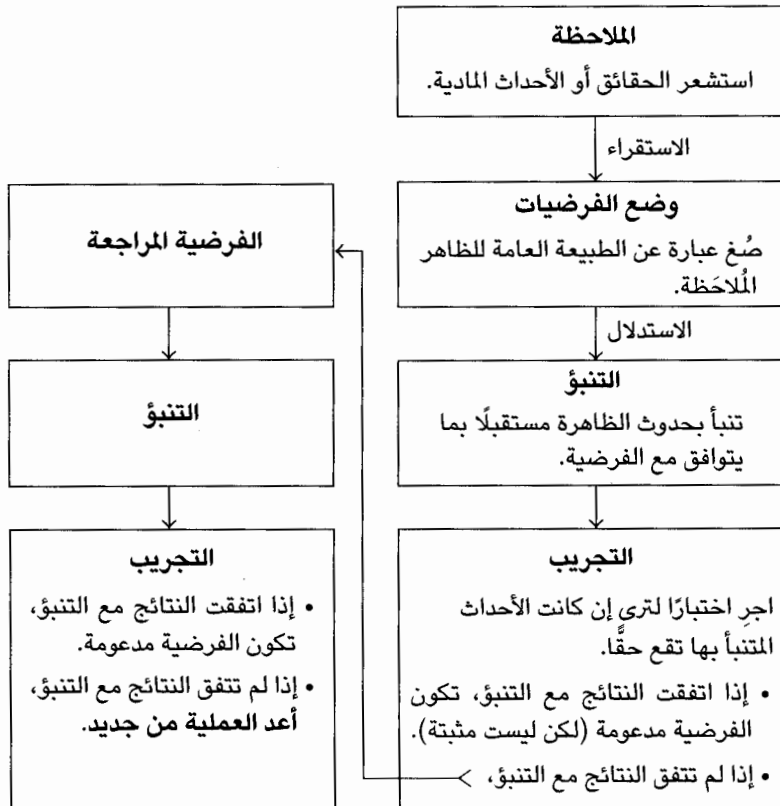 الملاحظة
استشعر الحقائق أو الأحداث المادية.
الاستقراء
وضع الفرضيات
صُغ عبارة عن الطبيعة العامة للظاهر
المُلاحَظة.
الاستدلال
التنبؤ
تنبأ بحدوث الظاهرة مستقبلًا بما
يتوافق مع الفرضية.
التجريب
اجرِ اختبارًا لترى إن كانت الأحداث
المتنبأ بها تقع حقًّا.
• إذا اتفقت النتائج مع التنبؤ، تكون
الفرضية مدعومة (لكن ليست مثبتة).
• إذا لم تتفق النتائج مع التنبؤ،
الفرضية المراجعة
التنبؤ
التجريب
• إذا اتفقت النتائج مع التنبؤ،
تكون الفرضية مدعومة.
• إذا لم تتفق النتائج مع التنبؤ،
أعد العملية من جديد.